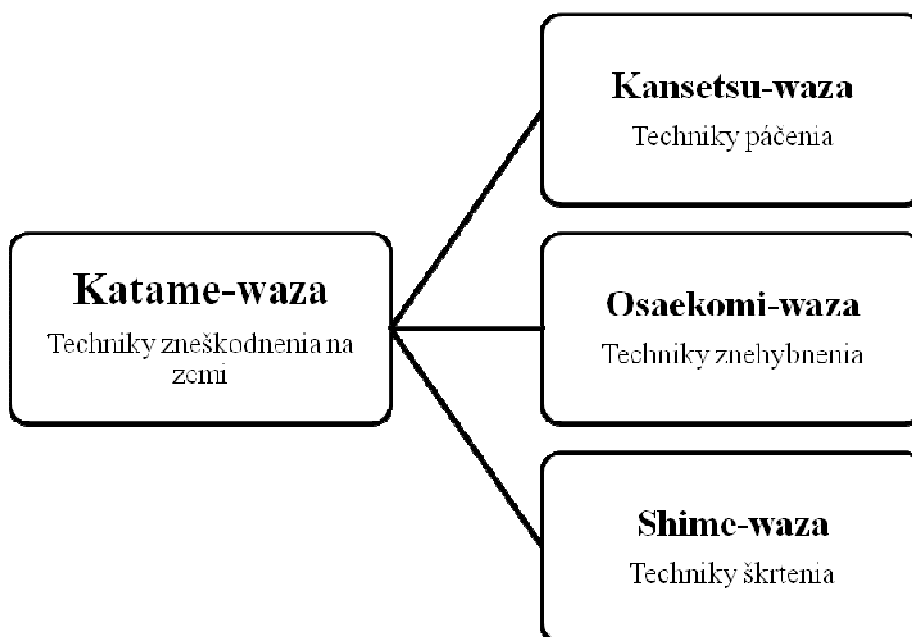 Kansetsu-waza
Techniky páčenia
Katame-waza
Techniky zneškodnenia na
zemi
Osaekomi-waza
Techniky znehybnenia
Shime-waza
Techniky škrtenia